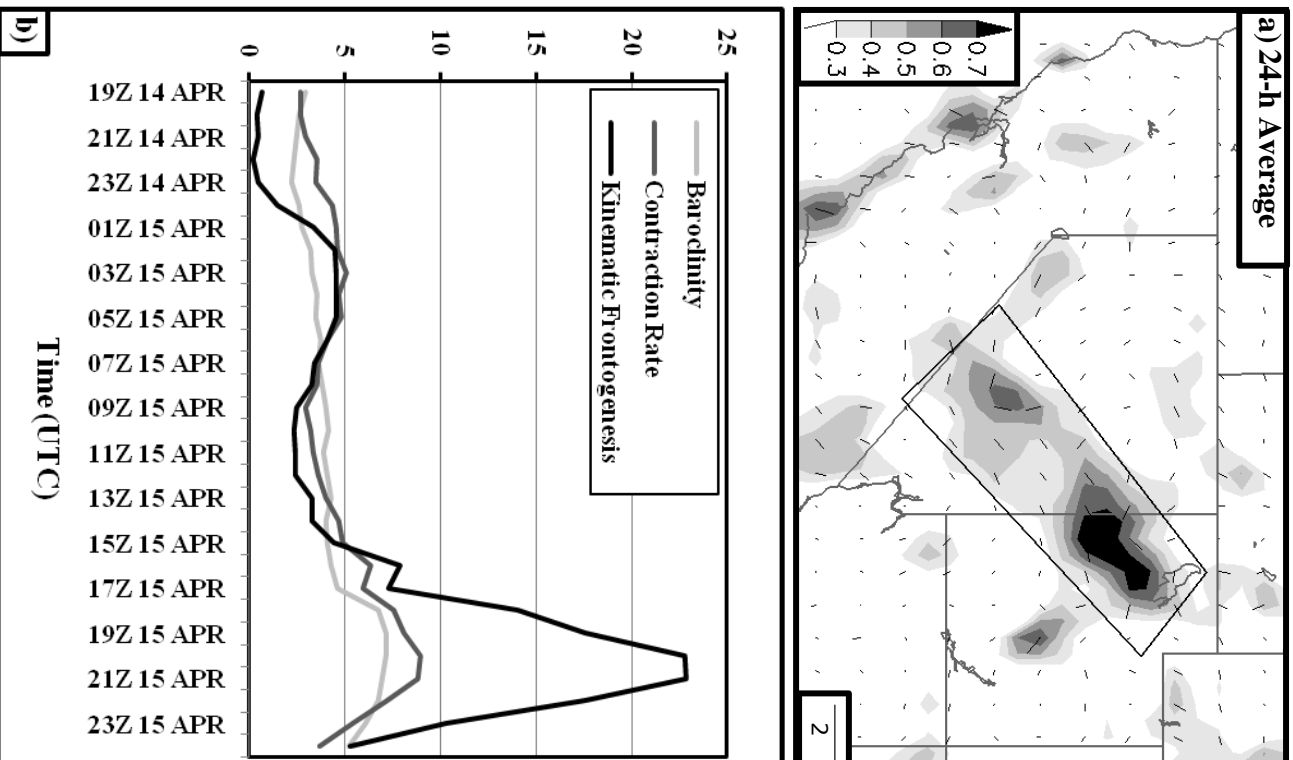 a) 24-h Average
0.7
0.6
0.5
0.4
0.3
2
b)
25
20
15
10
5
0
Baroclinity
Contraction Rate
Kinematic Frontogenesis
19Z 14 APR
21Z 14 APR
23Z 14 APR
01Z 15 APR
03Z 15 APR
05Z 15 APR
07Z 15 APR
09Z 15 APR
11Z 15 APR
13Z 15 APR
15Z 15 APR
17Z 15 APR
19Z 15 APR
21Z 15 APR
23Z 15 APR
Time (UTC)